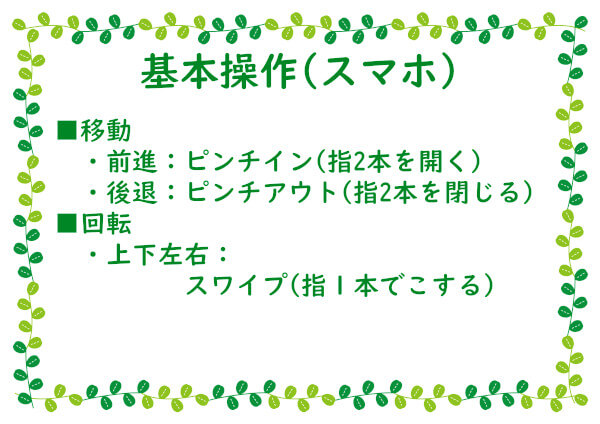 基本操作(スマホ)
■移動
・前進：ピンチイン(指2本を開く)
・後退：ピンチアウト(指2本を閉じる)
■回転
・上下左右：
スワイプ(指１本でこする)